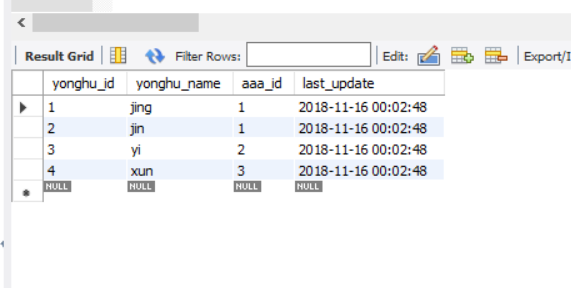 Result Grid Filter Rows: Edit: Export/I
yonghu_id yonghu_name aaa_id last_update
1 jing 1 2018-11-16 00:02:48
2 jin 1 2018-11-16 00:02:48
3 yi 2 2018-11-16 00:02:48
4 xun 3 2018-11-16 00:02:48
NULL NULL NULL NULL